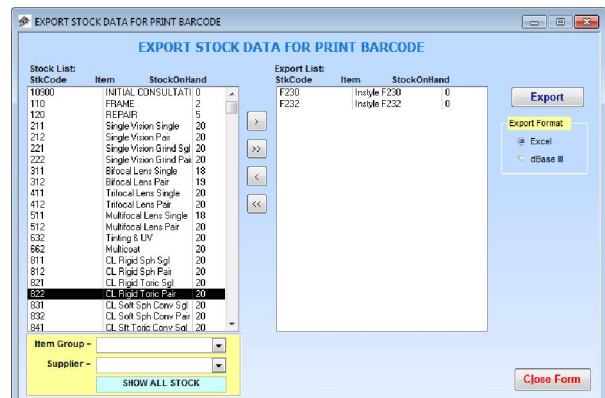 EXPORT STOCK DATA FOR PRINT BARCODE
EXPORT STOCK DATA FOR PRINT BARCODE
Stock List:
StkCode Item StockOnHand
10900 INITIAL CONSULTATI 0
110 FRAME 2
120 REPAIR 5
211 Single Vision Single 20
212 Single Vision Pair 20
221 Single Vision Grind Sgl 20
222 Single Vision Grind Pai 20
311 Bifocal Lens Single 18
312 Bifocal Lens Pair 19
411 Trifocal Lens Single 20
412 Trifocal Lens Pair 20
511 Multifocal Lens Single 18
512 Multifocal Lens Pair 20
632 Tinting & UV 20
662 Multicoat 20
811 CL Rigid Sph Sgl 20
812 CL Rigid Sph Pair 20
821 CL Rigid Toric Sgl 20
822 CL Rigid Toric Pair 20
831 CL Soft Sph Conv Sgl 20
832 CL Soft Sph Conv Pair 20
841 CL Sft Toric Conv Sgl 20
Item Group -
Supplier -
SHOW ALL STOCK
>
>>
<
<<
Export List:
StkCode Item StockOnHand
F230 Instyle F230 0
F232 Instyle F232 0
Export
Export Format
Excel
dBase III
Close Form